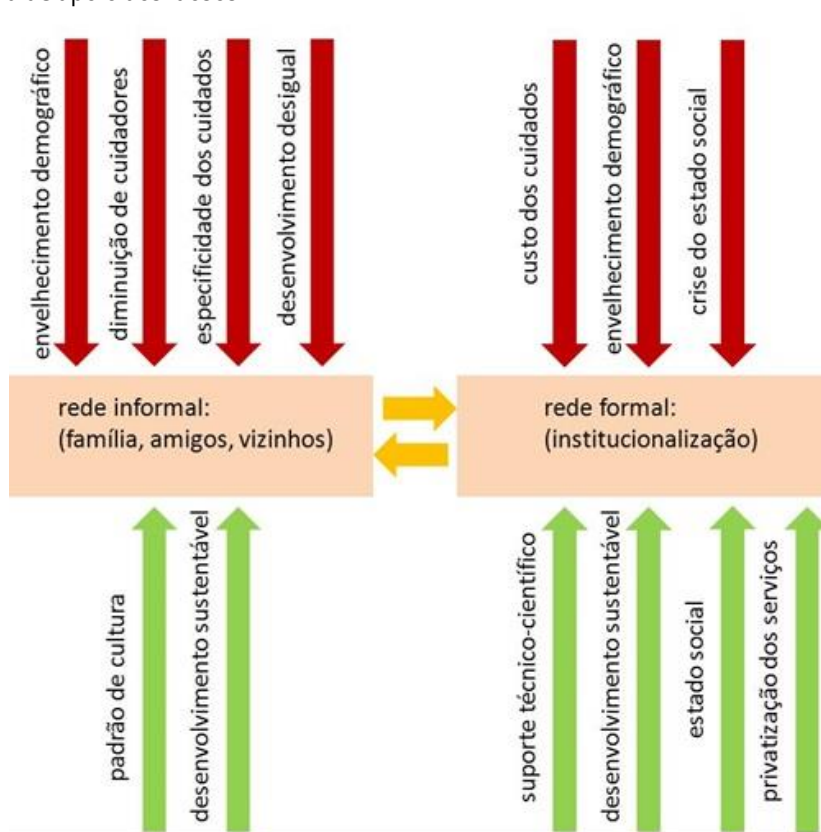 envelhecimento demográfico
diminuição de cuidadores
especificidade dos cuidados
desenvolvimento desigual
custo dos cuidados
envelhecimento demográfico
crise do estado social
rede informal:
(família, amigos, vizinhos)
rede formal:
(institucionalização)
padrão de cultura
desenvolvimento sustentável
suporte técnico-científico
desenvolvimento sustentável
estado social
privatização dos serviços